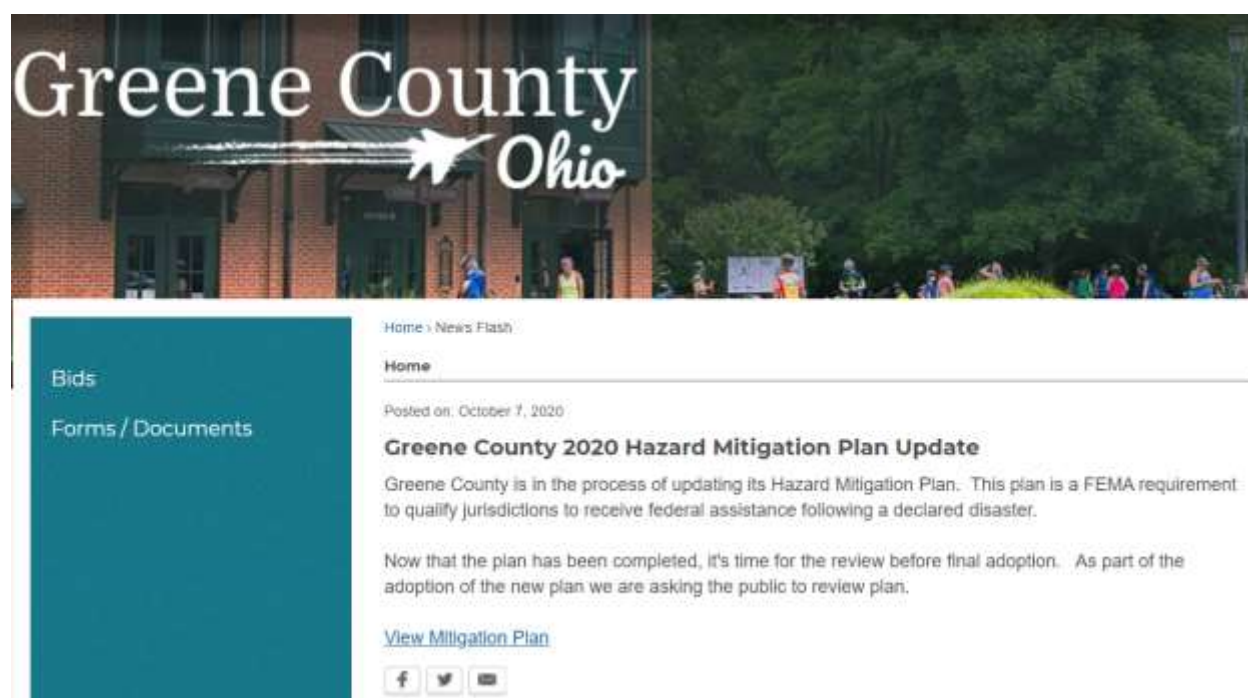 Greene County
Ohio
Bids
Forms / Documents
Home › News Flash
Home
Posted on: October 7, 2020
Greene County 2020 Hazard Mitigation Plan Update
Greene County is in the process of updating its Hazard Mitigation Plan.  This plan is a FEMA requirement
to qualify jurisdictions to receive federal assistance following a declared disaster.
Now that the plan has been completed, it's time for the review before final adoption.   As part of the
adoption of the new plan we are asking the public to review plan.
View Mitigation Plan